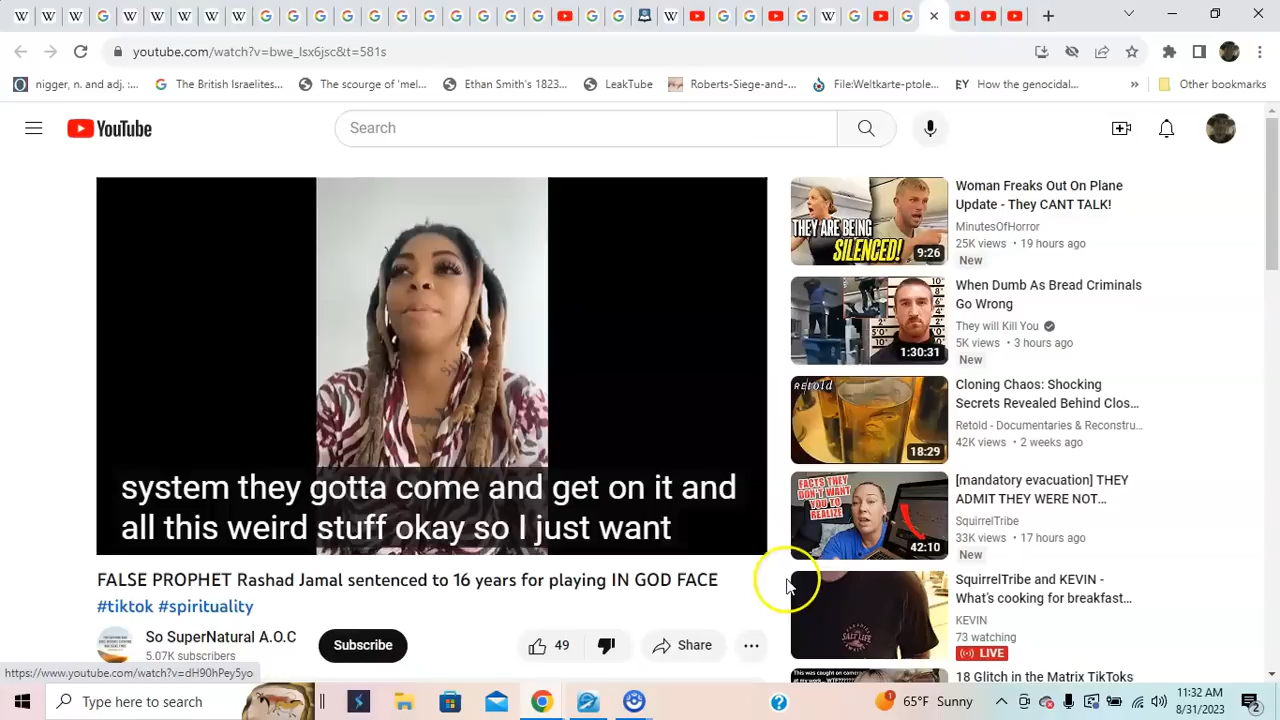 youtube.com/watch?v=bwe_lsx6jsc&t=581s
nigger, n. and adj. :...
The British Israelites...
The scourge of 'mel...
Ethan Smith's 1823...
LeakTube
Roberts-Siege-and-...
File:Weltkarte-ptole...
EY
How the genocidal...
»
Other bookmarks
YouTube
Search
system they gotta come and get on it and
all this weird stuff okay so I just want
FALSE PROPHET Rashad Jamal sentenced to 16 years for playing IN GOD FACE
#tiktok #spirituality
So SuperNatural A.O.C
5.07K subscribers
Subscribe
49
Share
https://www.youtube.com/watch?v=dH90hPey5yo
THEY ARE BEING
SILENCED!
9:26
Woman Freaks Out On Plane
Update - They CANT TALK!
MinutesOfHorror
25K views • 19 hours ago
New
1:30:31
When Dumb As Bread Criminals
Go Wrong
They will Kill You
5K views • 3 hours ago
New
REtold
18:29
Cloning Chaos: Shocking
Secrets Revealed Behind Clos...
Retold - Documentaries & Reconstru...
42K views • 2 weeks ago
FACTS THEY
DON'T WANT
YOU TO
REALIZE
42:10
[mandatory evacuation] THEY
ADMIT THEY WERE NOT...
SquirrelTribe
33K views • 17 hours ago
New
SALT LIFE
SquirrelTribe and KEVIN -
What's cooking for breakfast...
KEVIN
73 watching
LIVE
This was caught on camera
18 Glitch in the Matrix TikToks
Type here to search
1
65°F Sunny
11:32 AM
8/31/2023
2